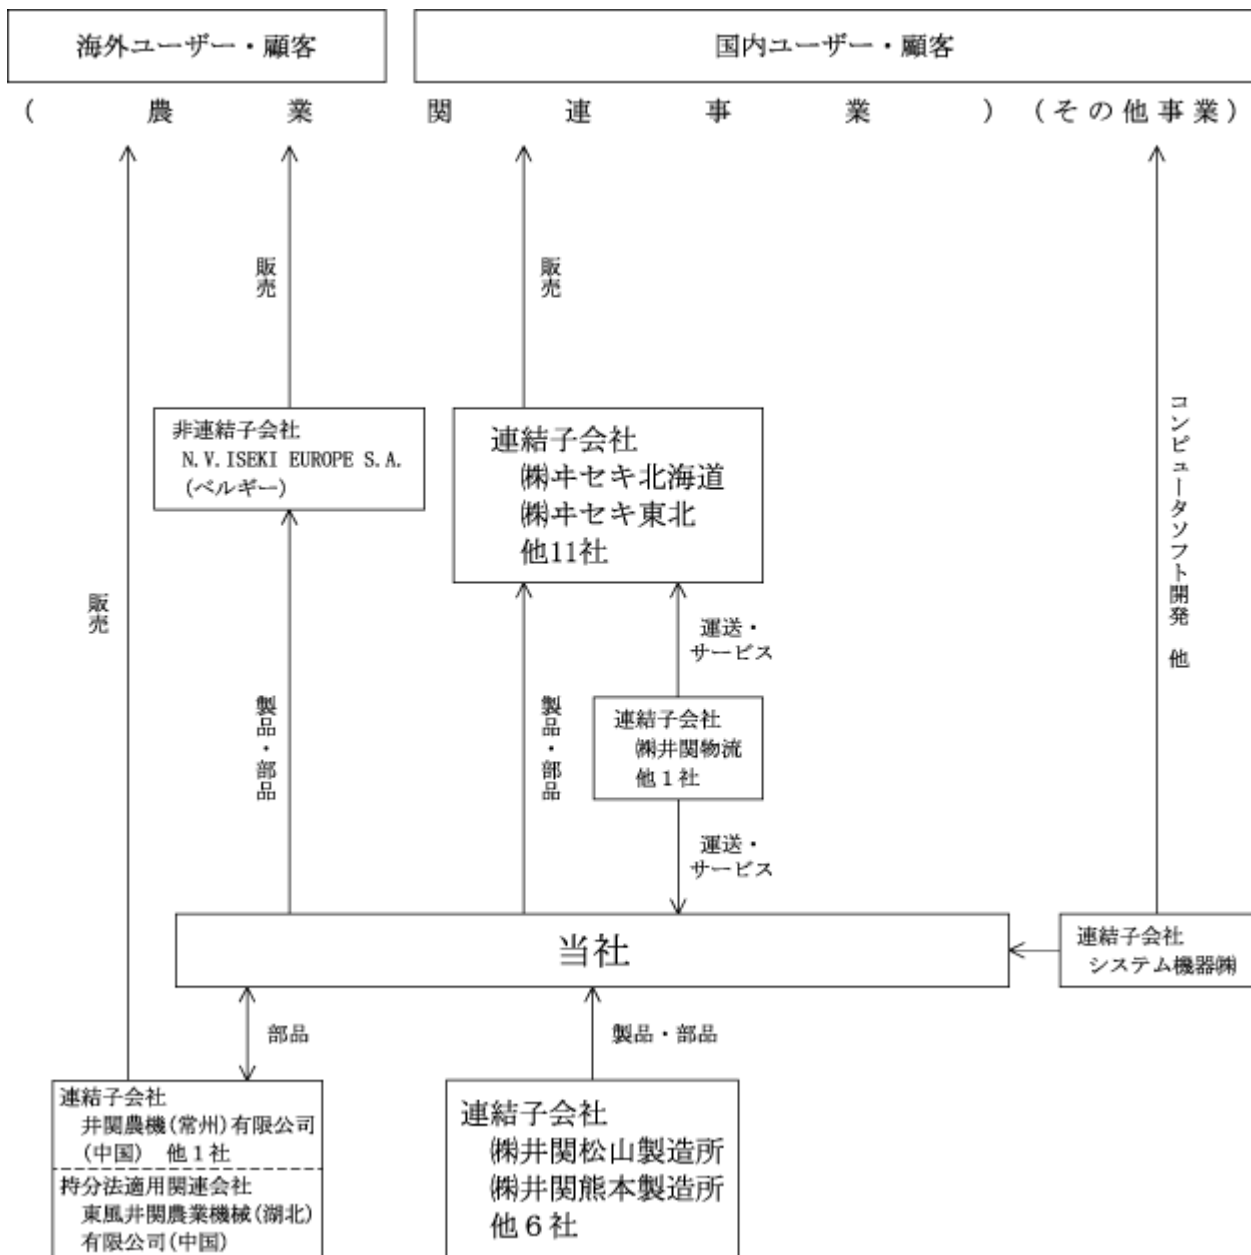 海外ユーザー・顧客
国内ユーザー・顧客
(農業関連事業)
(その他事業)
販売
販売
販売
コンピュータソフト開発 他
非連結子会社
N.V.ISEKI EUROPE S.A.
(ベルギー)
連結子会社
㈱ヰセキ北海道
㈱ヰセキ東北
他11社
運送・
サービス
製品・部品
製品・部品
連結子会社
㈱井関物流
他1社
運送・
サービス
当社
連結子会社
システム機器㈱
部品
製品・部品
連結子会社
井関農機(常州)有限公司
(中国) 他1社
持分法適用関連会社
東風井関農業機械(湖北)
有限公司(中国)
連結子会社
㈱井関松山製造所
㈱井関熊本製造所
他6社